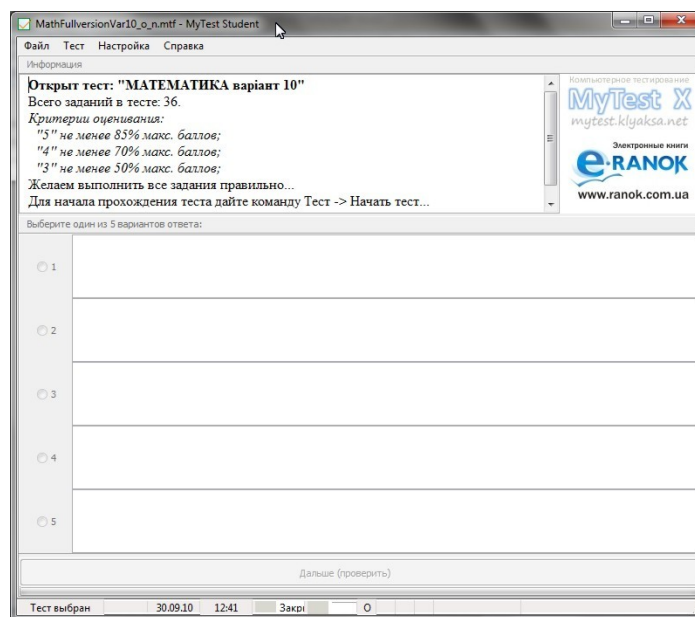 MathFullversionVar10_o_n.mtf - MyTest Student
Файл Тест Настройка Справка
Информация
Открыт тест: "МАТЕМАТИКА варіант 10"
Всего заданий в тесте: 36.
Критерии оценивания:
"5" не менее 85% макс. баллов;
"4" не менее 70% макс. баллов;
"3" не менее 50% макс. баллов;
Желаем выполнить все задания правильно...
Для начала прохождения теста дайте команду Тест -> Начать тест...
Компьютерное тестирование
MyTest X
mytest.klyaksa.net
Электронные книги
e-RANOK
www.ranok.com.ua
Выберите один из 5 вариантов ответа:
1
2
3
4
5
Дальше (проверить)
Тест выбран 30.09.10 12:41 Закры О